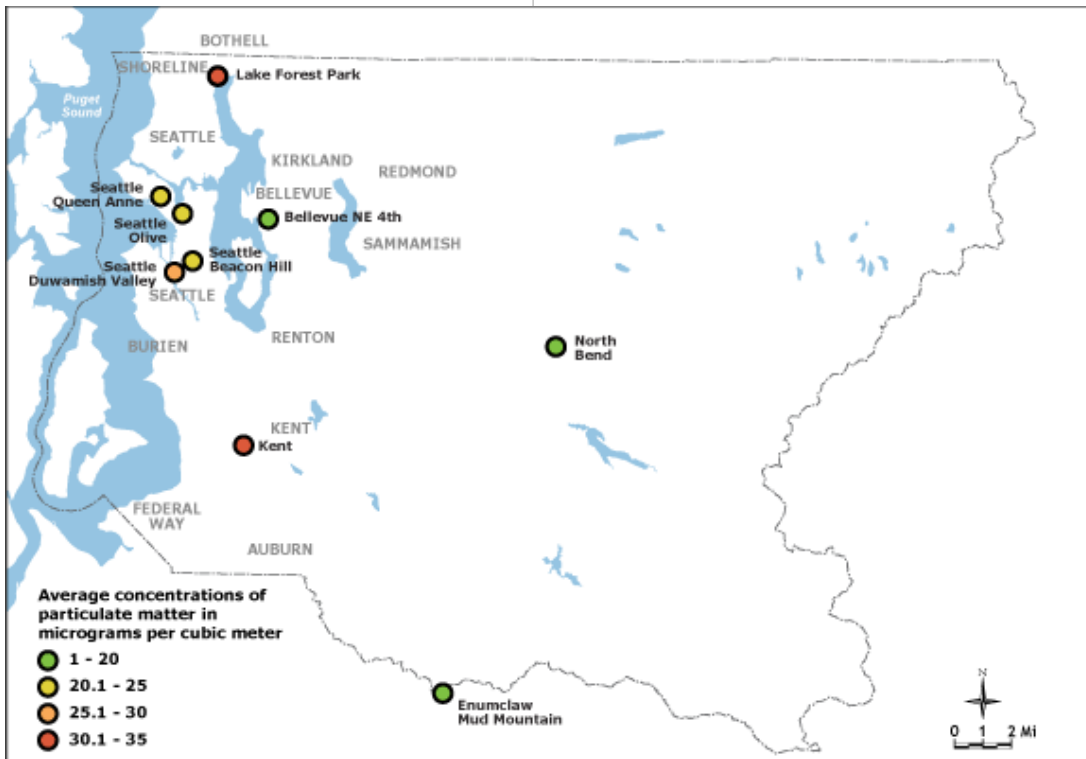 BOTHELL
SHORELINE
Lake Forest Park
Puget
Sound
SEATTLE
KIRKLAND
REDMOND
Seattle
Queen Anne
BELLEVUE
Bellevue NE 4th
Seattle
Olive
SAMMAMISH
Seattle
Beacon Hill
Seattle
Duwamish Valley
SEATTLE
BURIEN
RENTON
North
Bend
KENT
Kent
FEDERAL
WAY
AUBURN
Average concentrations of
particulate matter in
micrograms per cubic meter
1 - 20
20.1 - 25
25.1 - 30
30.1 - 35
Enumclaw
Mud Mountain
N
0 1 2 Mi